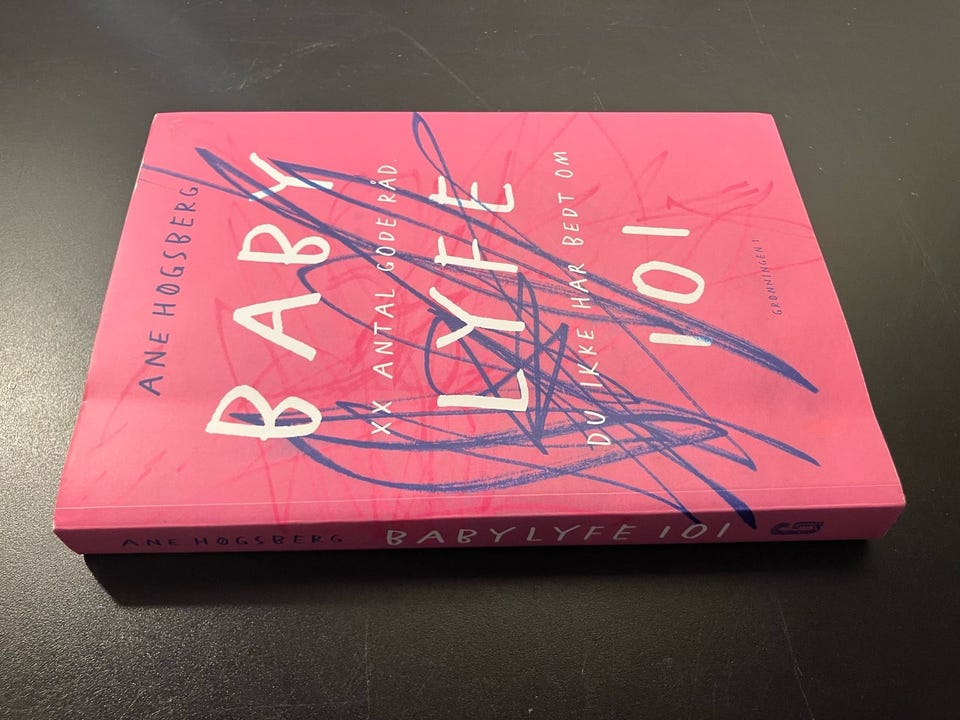 ANE HØGSBERG
BABY
XX ANTAL GODE RÅD
LYFE
DU IKKE HAR BEDT OM
101
GRØNNINGEN 1
ANE HØGSBERG BABYLYFE 101